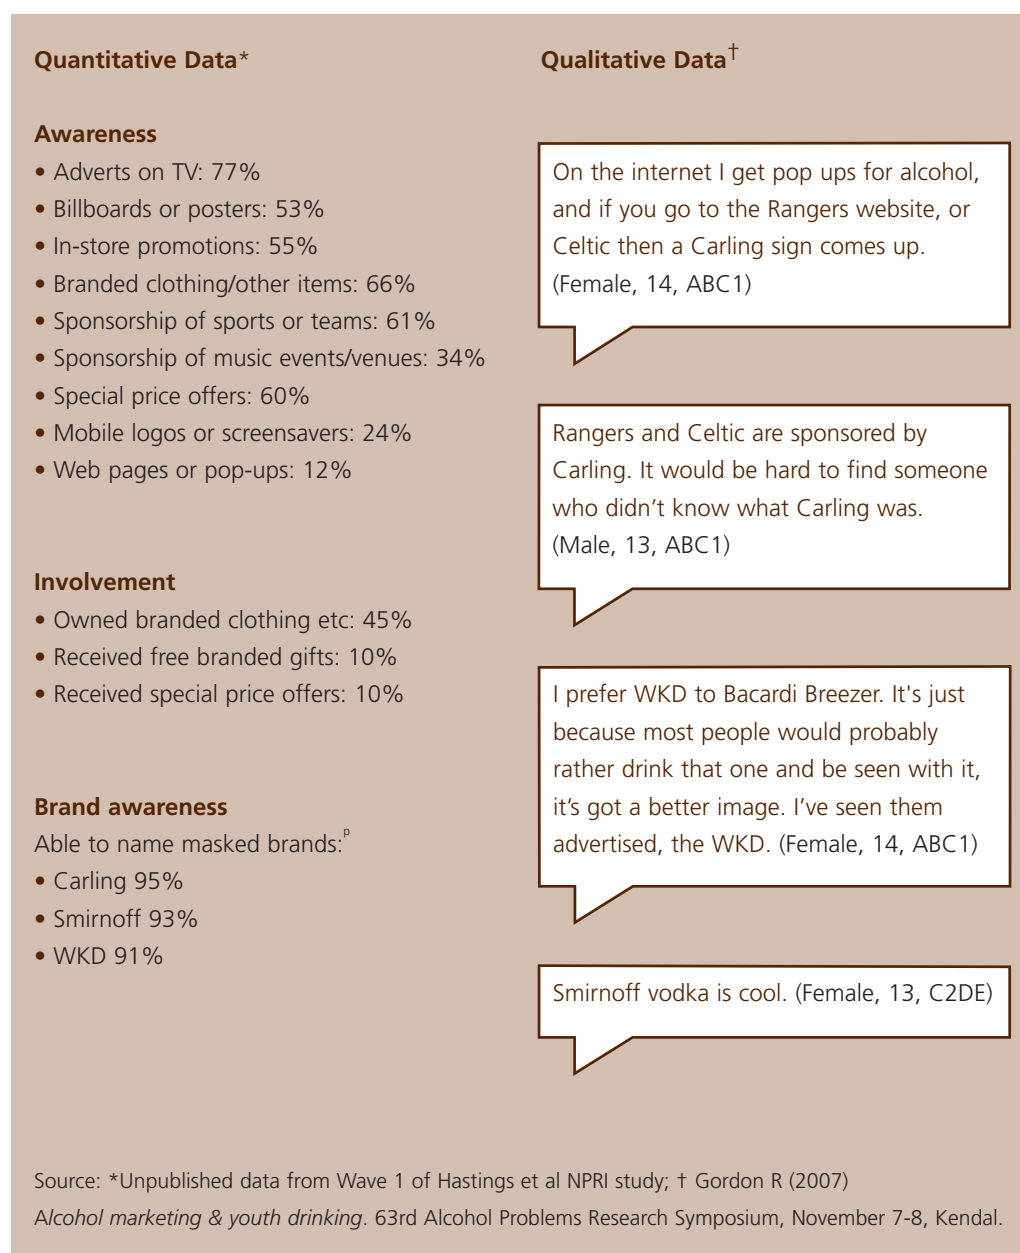 Quantitative Data*
Awareness
• Adverts on TV: 77%
• Billboards or posters: 53%
• In-store promotions: 55%
• Branded clothing/other items: 66%
• Sponsorship of sports or teams: 61%
• Sponsorship of music events/venues: 34%
• Special price offers: 60%
• Mobile logos or screensavers: 24%
• Web pages or pop-ups: 12%
Involvement
• Owned branded clothing etc: 45%
• Received free branded gifts: 10%
• Received special price offers: 10%
Brand awareness
Able to name masked brands:ᵖ
• Carling 95%
• Smirnoff 93%
• WKD 91%
Qualitative Data†
On the internet I get pop ups for alcohol,
and if you go to the Rangers website, or
Celtic then a Carling sign comes up.
(Female, 14, ABC1)
Rangers and Celtic are sponsored by
Carling. It would be hard to find someone
who didn’t know what Carling was.
(Male, 13, ABC1)
I prefer WKD to Bacardi Breezer. It's just
because most people would probably
rather drink that one and be seen with it,
it’s got a better image. I’ve seen them
advertised, the WKD. (Female, 14, ABC1)
Smirnoff vodka is cool. (Female, 13, C2DE)
Source: *Unpublished data from Wave 1 of Hastings et al NPRI study; † Gordon R (2007)
Alcohol marketing & youth drinking. 63rd Alcohol Problems Research Symposium, November 7-8, Kendal.